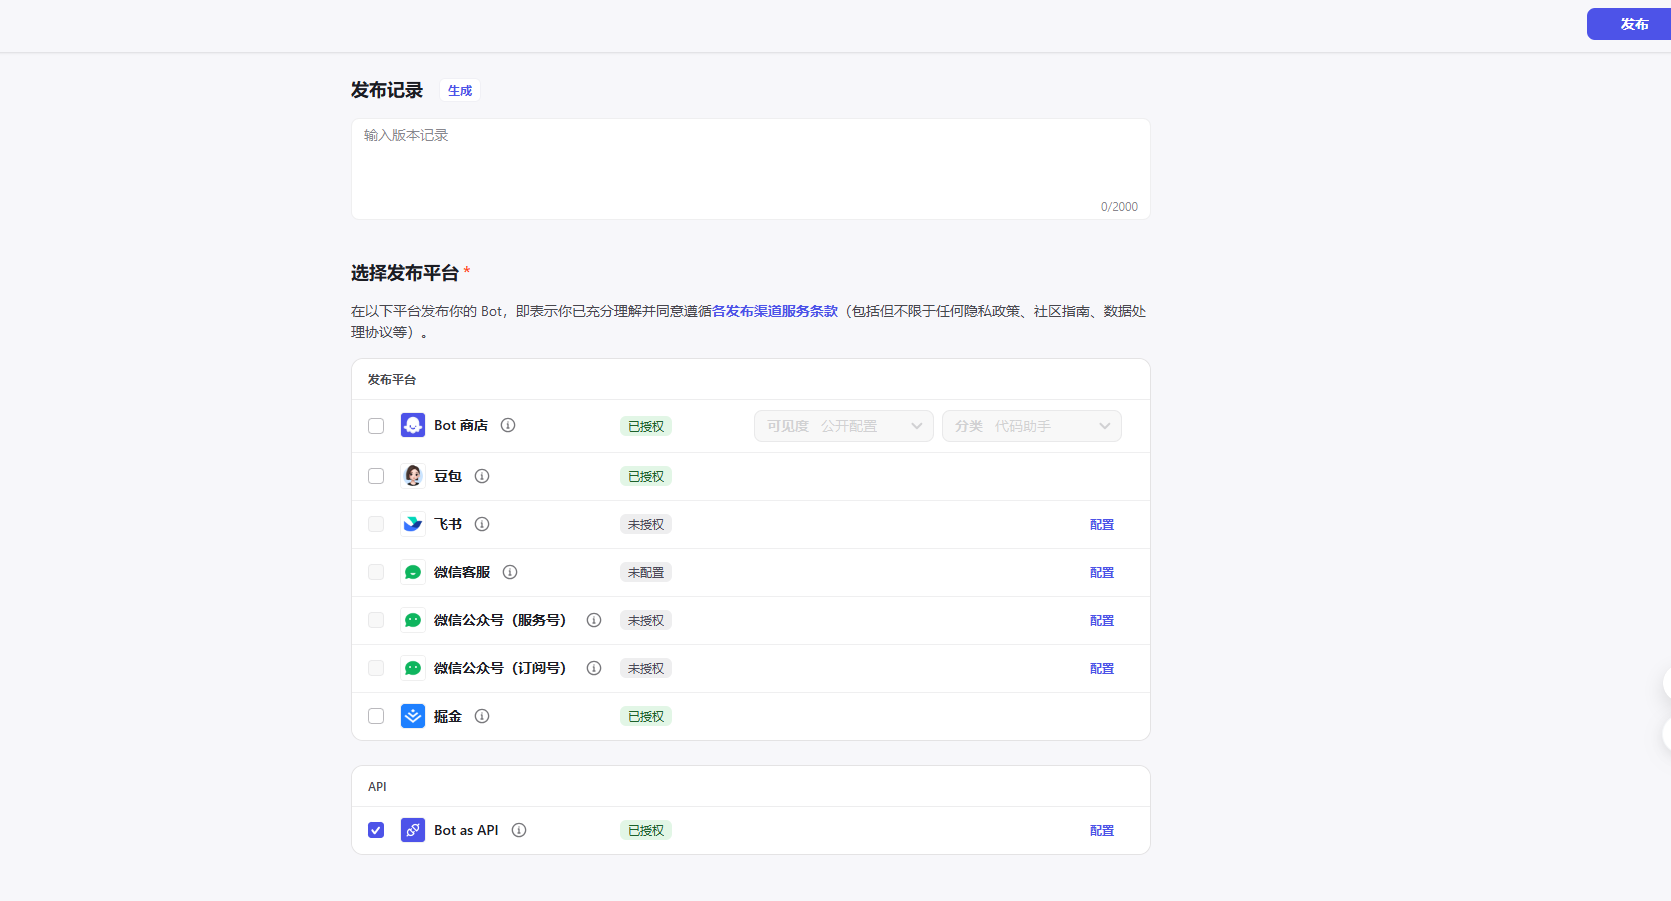 发布
发布记录 生成
输入版本记录
0/2000
选择发布平台 *
在以下平台发布你的 Bot，即表示你已充分理解并同意遵循各发布渠道服务条款（包括但不限于任何隐私政策、社区指南、数据处
理协议等）。
发布平台
Bot 商店 已授权 可见度 公开配置 分类 代码助手
豆包 已授权
飞书 未授权 配置
微信客服 未配置 配置
微信公众号（服务号） 未授权 配置
微信公众号（订阅号） 未授权 配置
掘金 已授权
API
Bot as API 已授权 配置